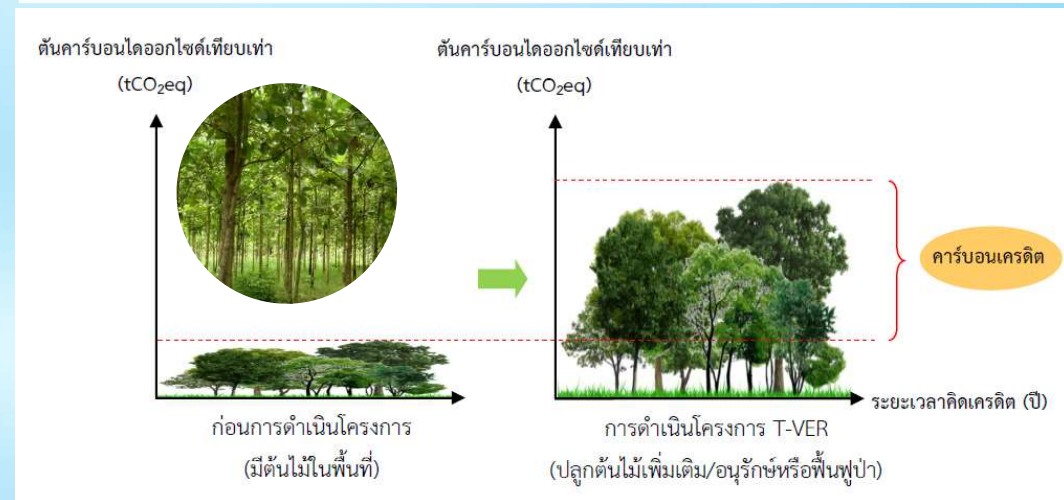 ตันคาร์บอนไดออกไซด์เทียบเท่า
(tCO₂eq)
ตันคาร์บอนไดออกไซด์เทียบเท่า
(tCO₂eq)
คาร์บอนเครดิต
ระยะเวลาคิดเครดิต (ปี)
ก่อนการดำเนินโครงการ
(มีต้นไม้ในพื้นที่)
การดำเนินโครงการ T-VER
(ปลูกต้นไม้เพิ่มเติม/อนุรักษ์หรือฟื้นฟูป่า)